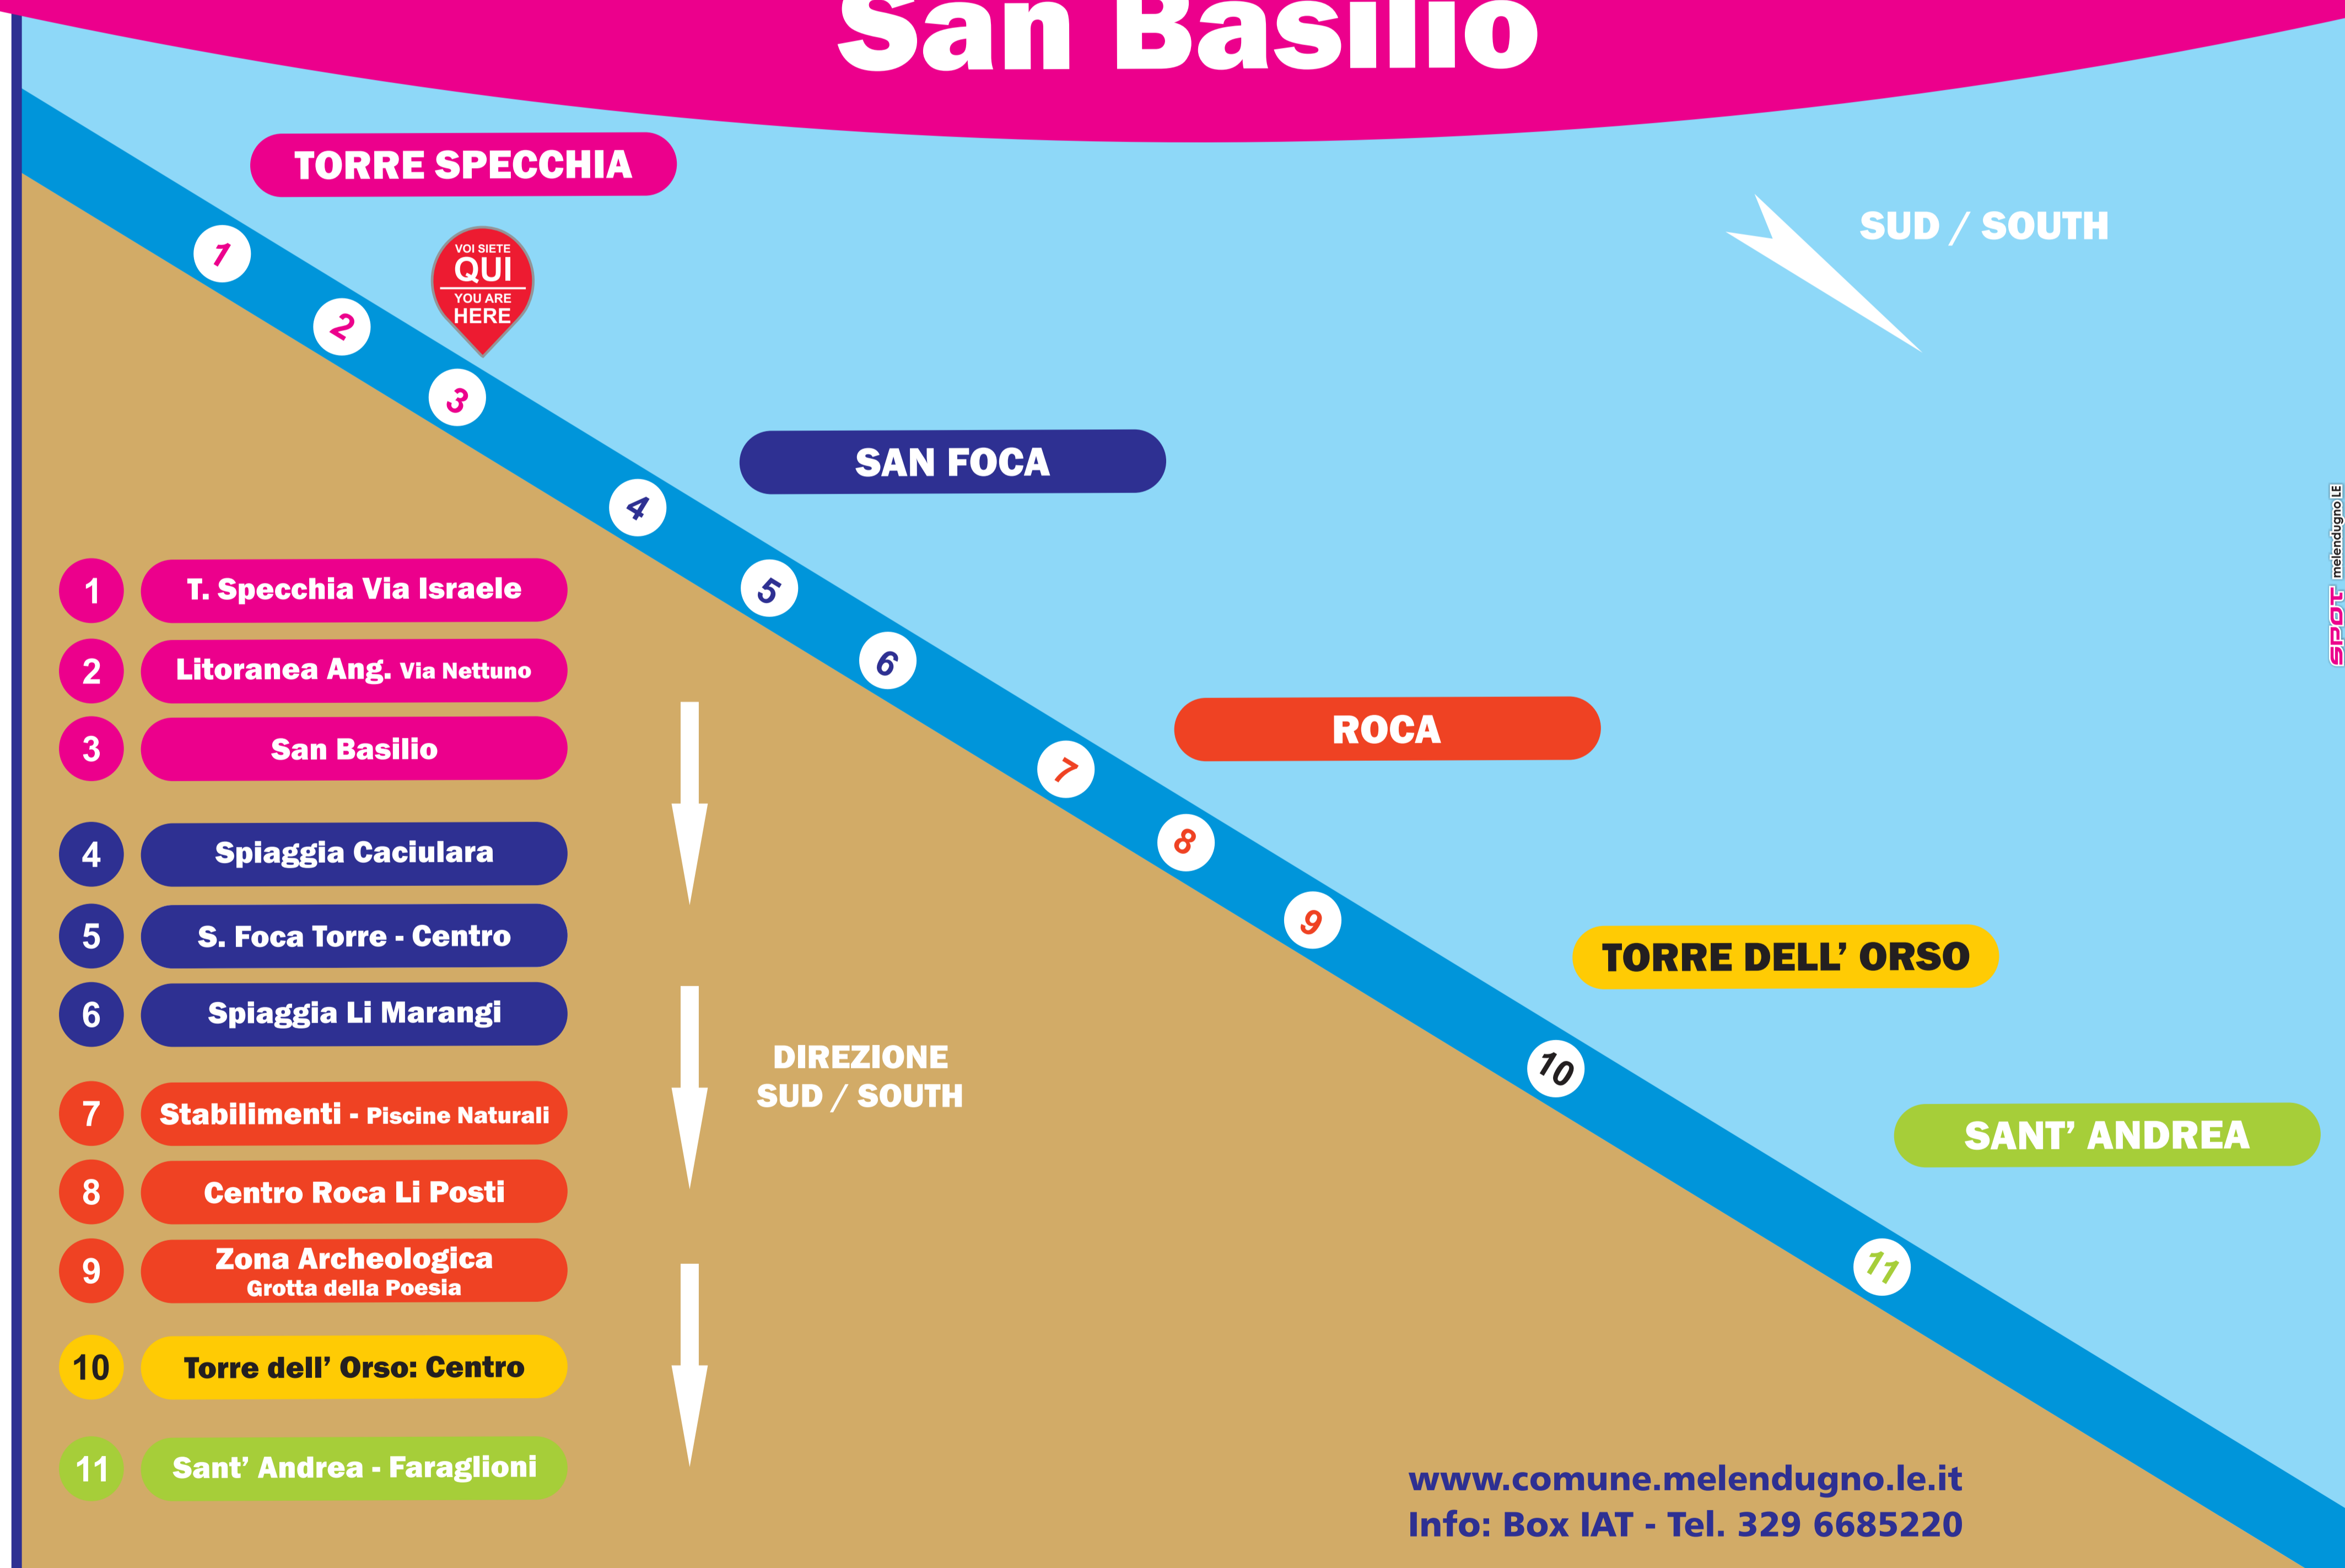 San Basilio
TORRE SPECCHIA
SUD / SOUTH
VOI SIETE
QUI
YOU ARE
HERE
1
2
3
SAN FOCA
4
5
6
ROCA
7
8
9
TORRE DELL’ ORSO
10
SANT’ ANDREA
11
1 T. Specchia Via Israele
2 Litoranea Ang. Via Nettuno
3 San Basilio
4 Spiaggia Caciulara
5 S. Foca Torre - Centro
6 Spiaggia Li Marangi
7 Stabilimenti - Piscine Naturali
8 Centro Roca Li Posti
9 Zona Archeologica
Grotta della Poesia
10 Torre dell’ Orso: Centro
11 Sant’ Andrea - Faraglioni
DIREZIONE
SUD / SOUTH
www.comune.melendugno.le.it
Info: Box IAT - Tel. 329 6685220
SPOT melendugno LE